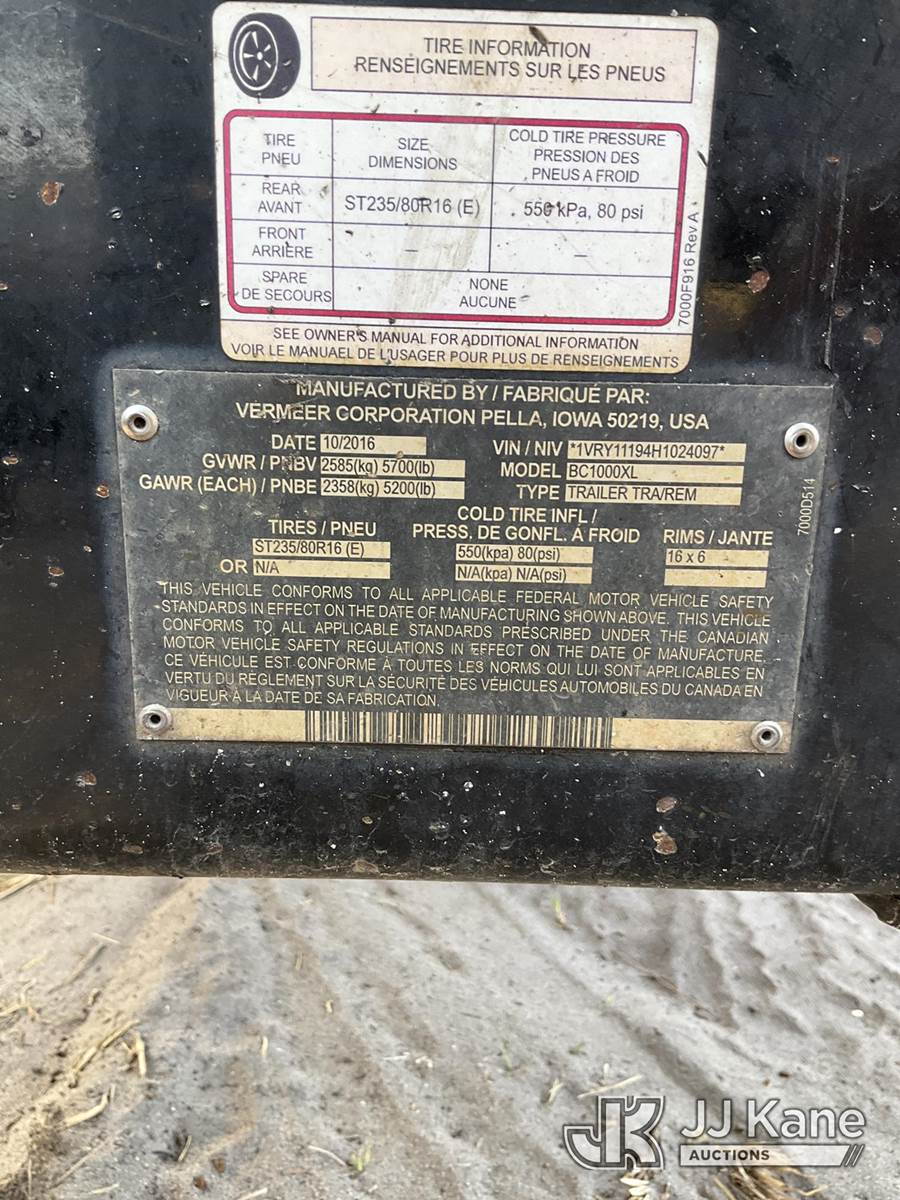 TIRE INFORMATION
RENSEIGNEMENTS SUR LES PNEUS
TIRE
PNEU
SIZE
DIMENSIONS
COLD TIRE PRESSURE
PRESSION DES
PNEUS A FROID
REAR
AVANT
ST235/80R16 (E)
550 kPa, 80 psi
FRONT
ARRIÈRE
–
–
SPARE
DE SECOURS
NONE
AUCUNE
7000F916 Rev A
SEE OWNER'S MANUAL FOR ADDITIONAL INFORMATION
VOIR LE MANUAEL DE L'USAGER POUR PLUS DE RENSEIGNEMENTS
MANUFACTURED BY / FABRIQUÉ PAR:
VERMEER CORPORATION PELLA, IOWA 50219, USA
DATE 10/2016
VIN / NIV *1VRY11194H1024097*
GVWR / PNBV 2585(kg) 5700(lb)
MODEL BC1000XL
GAWR (EACH) / PNBE 2358(kg) 5200(lb)
TYPE TRAILER TRA/REM
7000D514
TIRES / PNEU
COLD TIRE INFL /
PRESS. DE GONFL. À FROID
RIMS / JANTE
ST235/80R16 (E)
550(kpa) 80(psi)
16 x 6
OR N/A
N/A(kpa) N/A(psi)
THIS VEHICLE CONFORMS TO ALL APPLICABLE FEDERAL MOTOR VEHICLE SAFETY
STANDARDS IN EFFECT ON THE DATE OF MANUFACTURING SHOWN ABOVE. THIS VEHICLE
CONFORMS TO ALL APPLICABLE STANDARDS PRESCRIBED UNDER THE CANADIAN
MOTOR VEHICLE SAFETY REGULATIONS IN EFFECT ON THE DATE OF MANUFACTURE.
CE VÉHICULE EST CONFORME À TOUTES LES NORMS QUI LUI SONT APPLICABLES EN
VERTU DU RÈGLEMENT SUR LA SÉCURITÉ DES VÉHICULES AUTOMOBILES DU CANADA EN
VIGUEUR À LA DATE DE SA FABRICATION.
JK JJ Kane
AUCTIONS